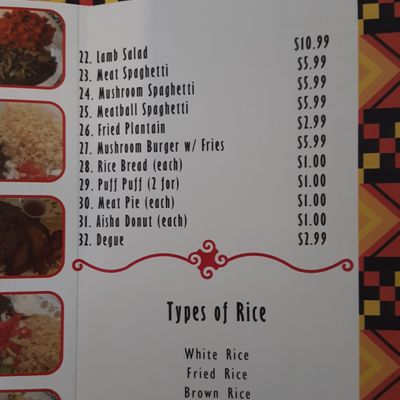 22. Lamb Salad $10.99
23. Meat Spaghetti $5.99
24. Mushroom Spaghetti $5.99
25. Meatball Spaghetti $5.99
26. Fried Plantain $2.99
27. Mushroom Burger w/ Fries $5.99
28. Rice Bread (each) $1.00
29. Puff Puff (2 for) $1.00
30. Meat Pie (each) $1.00
31. Aisha Donut (each) $1.00
32. Degue $2.99
Types of Rice
White Rice
Fried Rice
Brown Rice